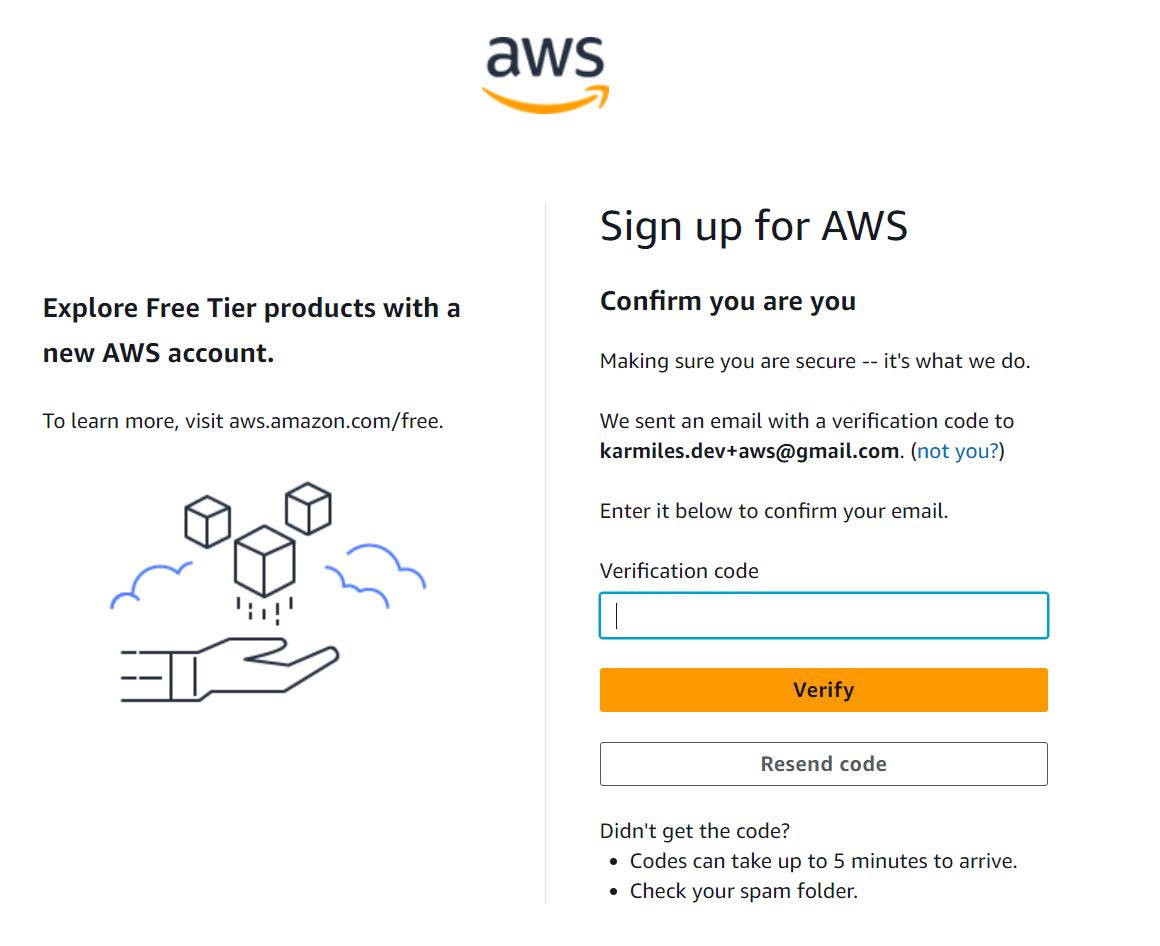 aws
Explore Free Tier products with a
new AWS account.
To learn more, visit aws.amazon.com/free.
Sign up for AWS
Confirm you are you
Making sure you are secure -- it's what we do.
We sent an email with a verification code to
karmiles.dev+aws@gmail.com. (not you?)
Enter it below to confirm your email.
Verification code
Verify
Resend code
Didn't get the code?
• Codes can take up to 5 minutes to arrive.
• Check your spam folder.